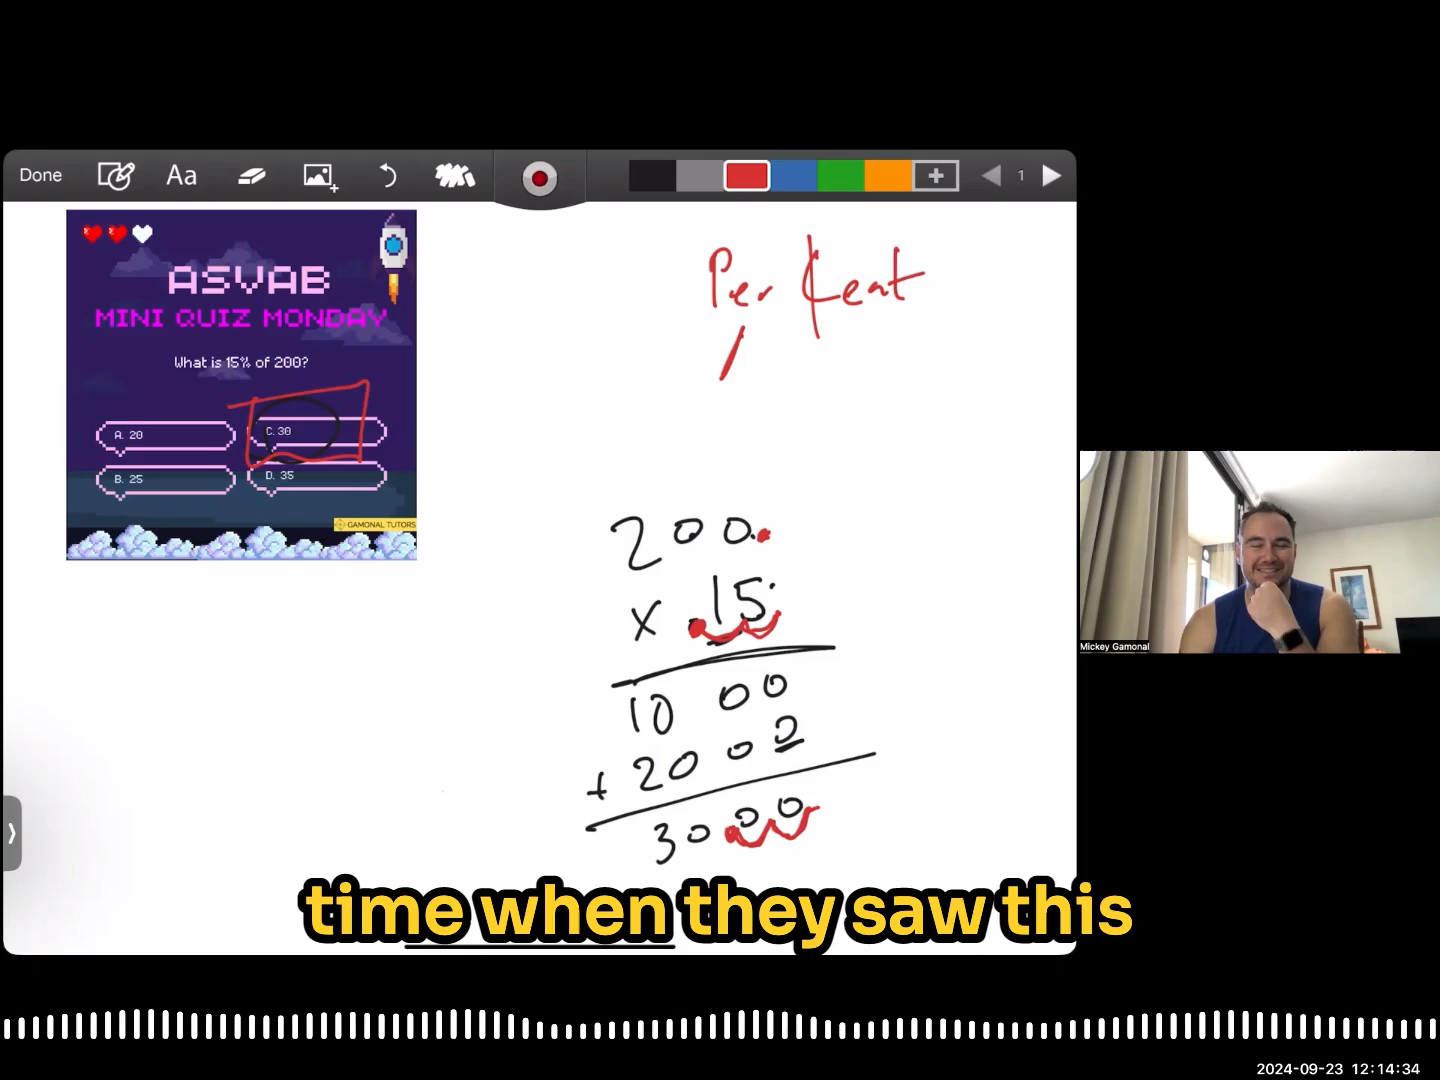 Done
Aa
1
ASVAB
MINI QUIZ MONDAY
What is 15% of 200?
A. 20
C. 30
B. 25
D. 35
GAMONAL TUTORS
Per Cent
200.
x .15
1000
+ 2000
3000
Mickey Gamonal
time when they saw this
2024-09-23 12:14:34